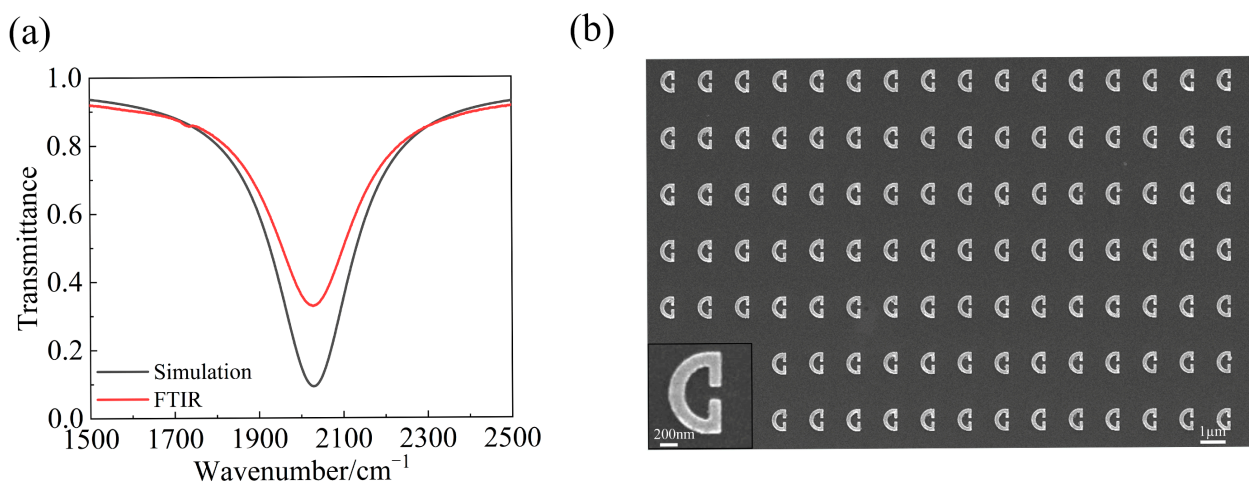 (a)
(b)
1.0
0.8
0.6
0.4
0.2
0.0
Transmittance
Simulation
FTIR
1500 1700 1900 2100 2300 2500
Wavenumber/cm⁻¹
200nm
1μm